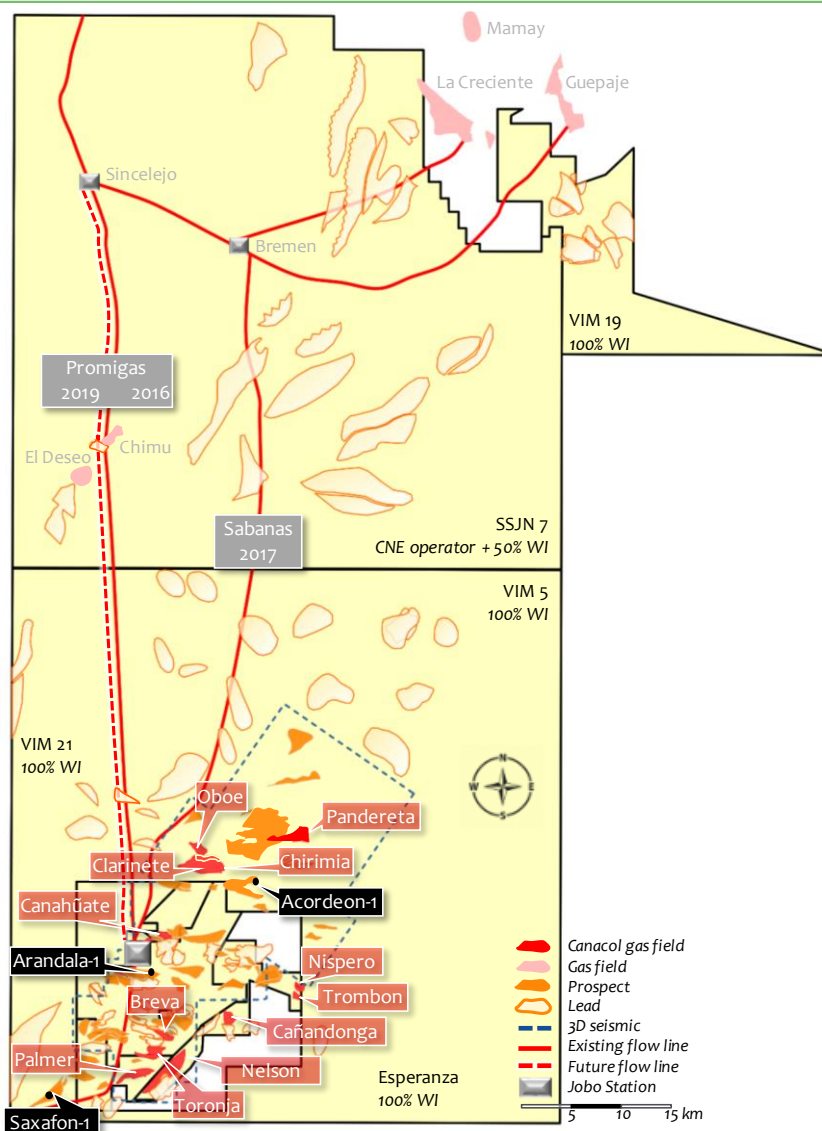 Mamay
La Creciente
Guepaje
Sincelejo
Bremen
VIM 19
100% WI
Promigas
2019 2016
Chimu
El Deseo
Sabanas
2017
SSJN 7
CNE operator + 50% WI
VIM 5
100% WI
VIM 21
100% WI
N
W E
S
Oboe
Pandereta
Clarinete
Chirimia
Canahûate
Acordeon-1
Arandala-1
Nispero
Breva
Trombon
Cañandonga
Palmer
Nelson
Toronja
Esperanza
100% WI
Saxafon-1
Canacol gas field
Gas field
Prospect
Lead
3D seismic
Existing flow line
Future flow line
Jobo Station
5 10 15 km